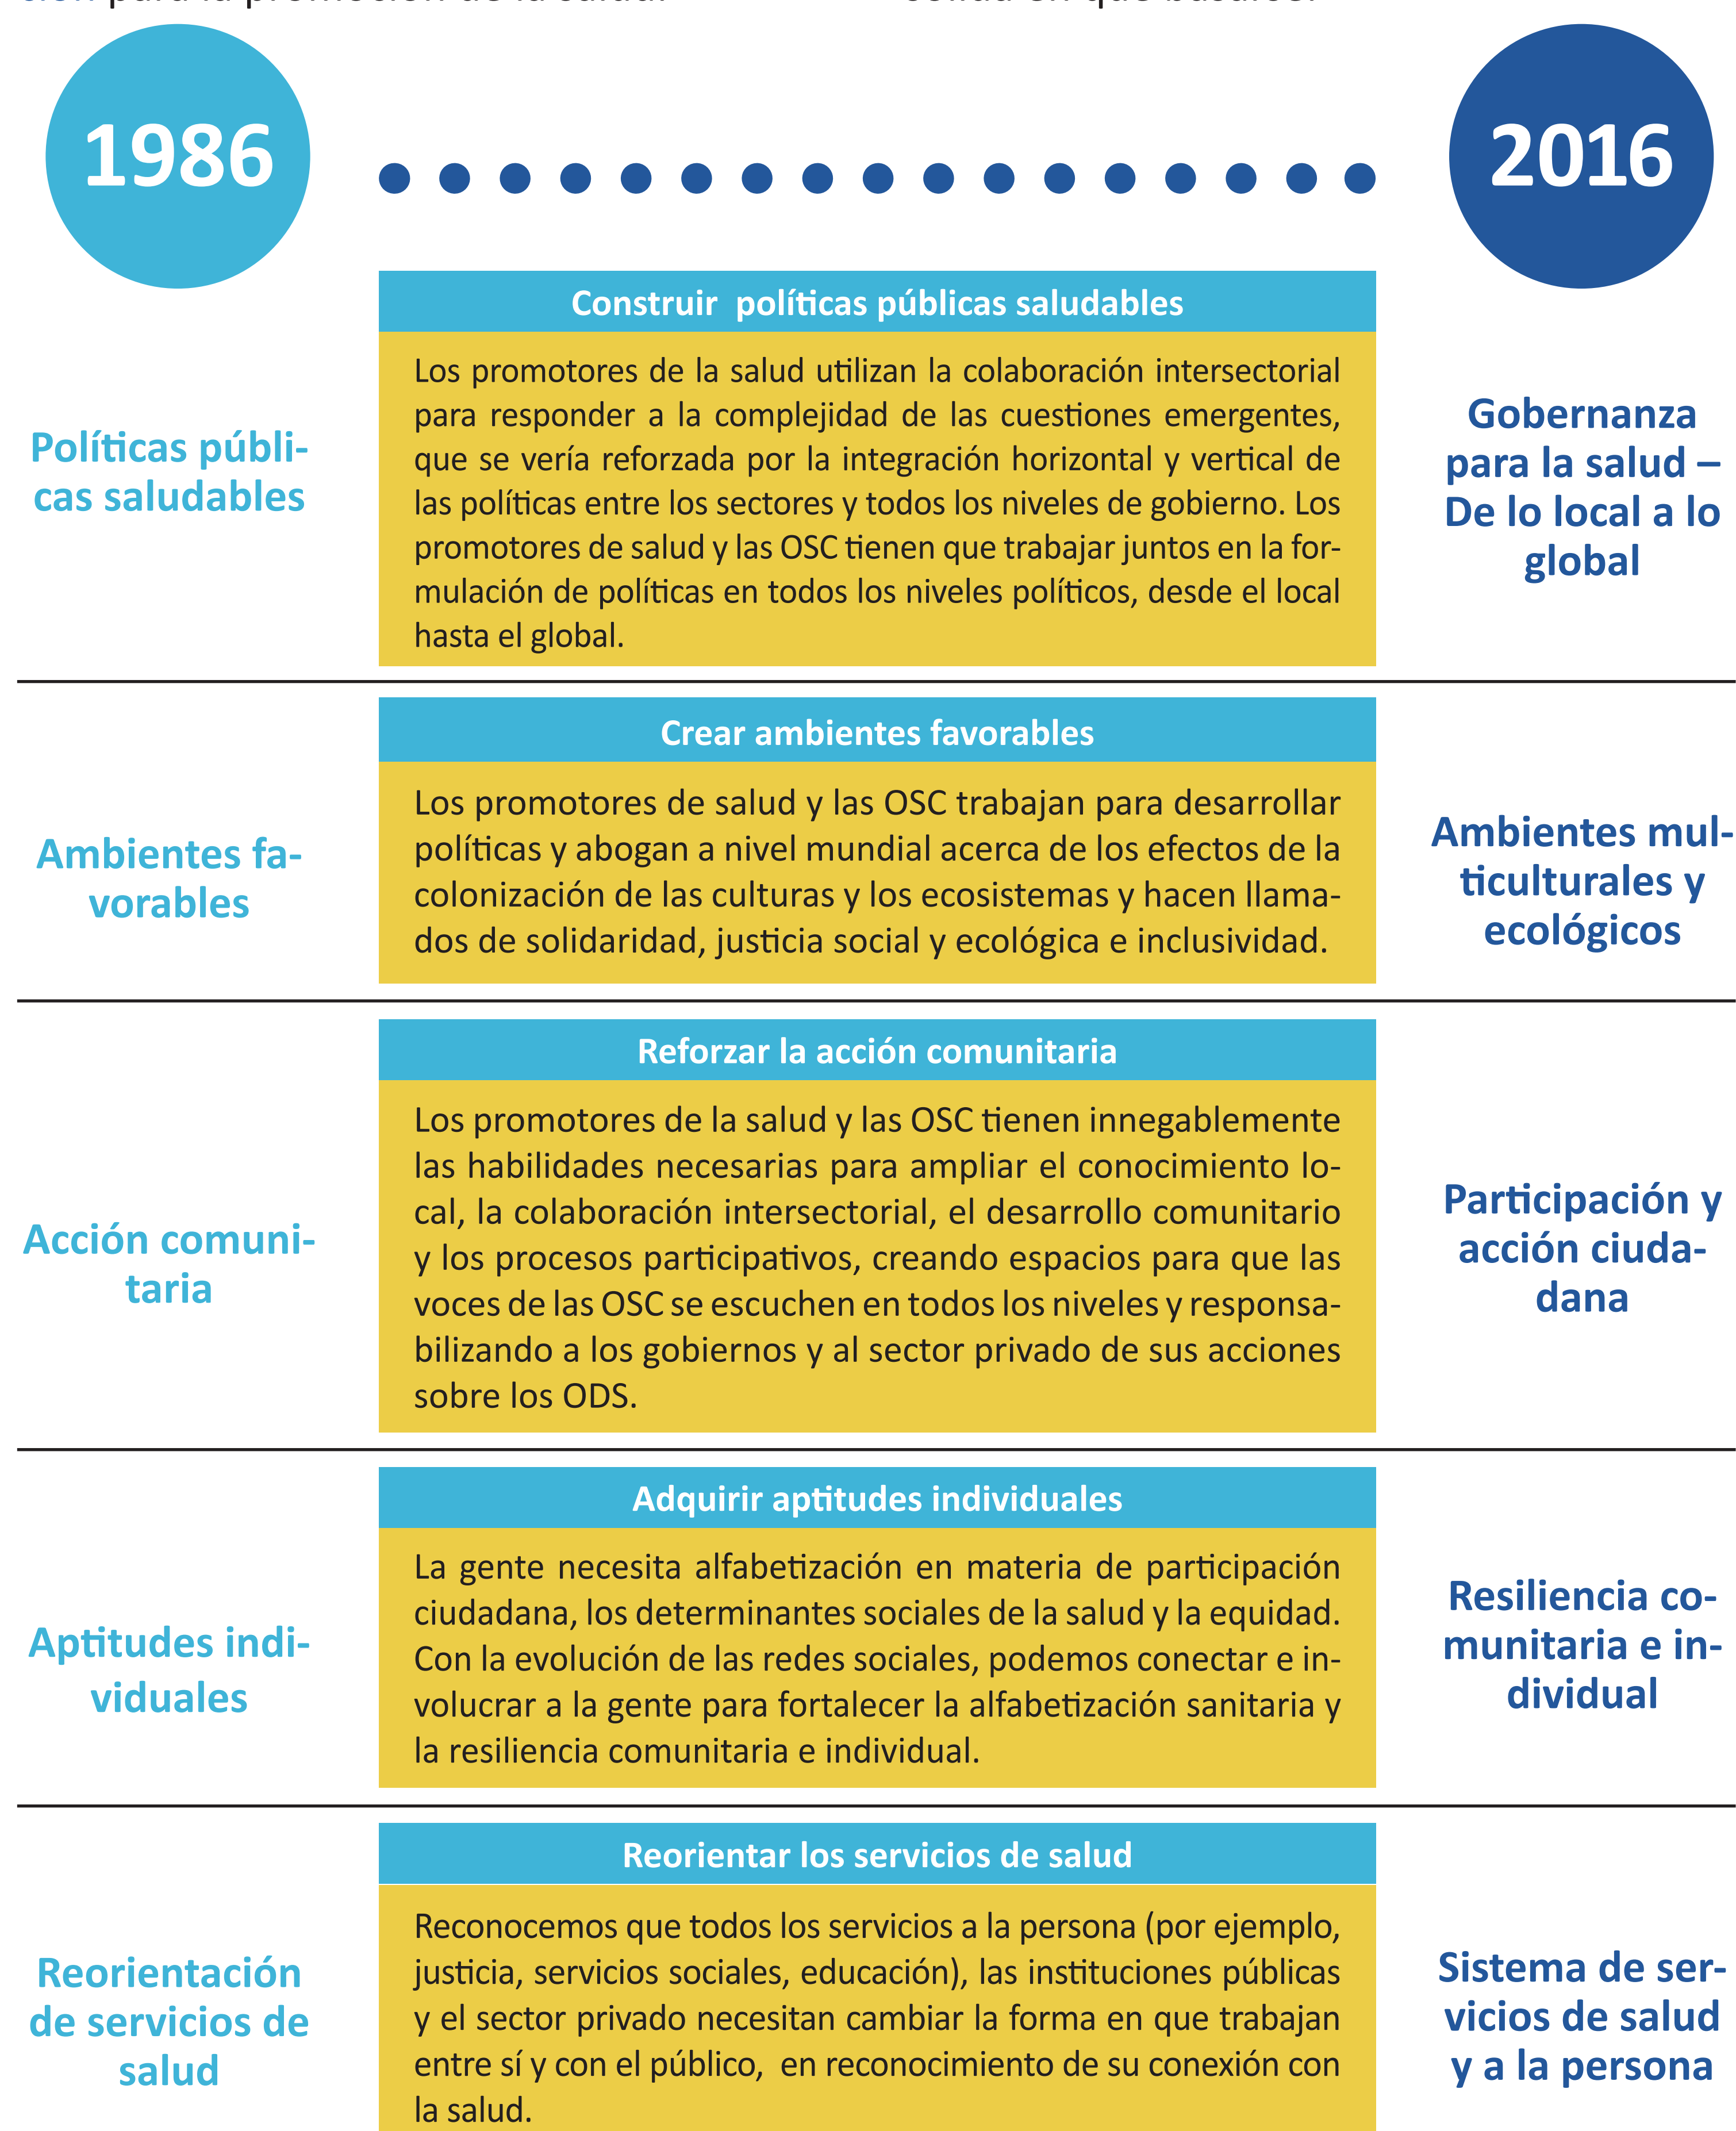 ción para la promoción de la salud.
sólida en que basarlos.
1986
2016
Construir políticas públicas saludables
Políticas públi-
cas saludables
Los promotores de la salud utilizan la colaboración intersectorial
para responder a la complejidad de las cuestiones emergentes,
que se vería reforzada por la integración horizontal y vertical de
las políticas entre los sectores y todos los niveles de gobierno. Los
promotores de salud y las OSC tienen que trabajar juntos en la for-
mulación de políticas en todos los niveles políticos, desde el local
hasta el global.
Gobernanza
para la salud –
De lo local a lo
global
Crear ambientes favorables
Ambientes fa-
vorables
Los promotores de salud y las OSC trabajan para desarrollar
políticas y abogan a nivel mundial acerca de los efectos de la
colonización de las culturas y los ecosistemas y hacen llama-
dos de solidaridad, justicia social y ecológica e inclusividad.
Ambientes mul-
ticulturales y
ecológicos
Reforzar la acción comunitaria
Acción comuni-
taria
Los promotores de la salud y las OSC tienen innegablemente
las habilidades necesarias para ampliar el conocimiento lo-
cal, la colaboración intersectorial, el desarrollo comunitario
y los procesos participativos, creando espacios para que las
voces de las OSC se escuchen en todos los niveles y responsa-
bilizando a los gobiernos y al sector privado de sus acciones
sobre los ODS.
Participación y
acción ciuda-
dana
Adquirir aptitudes individuales
Aptitudes indi-
viduales
La gente necesita alfabetización en materia de participación
ciudadana, los determinantes sociales de la salud y la equidad.
Con la evolución de las redes sociales, podemos conectar e in-
volucrar a la gente para fortalecer la alfabetización sanitaria y
la resiliencia comunitaria e individual.
Resiliencia co-
munitaria e in-
dividual
Reorientar los servicios de salud
Reorientación
de servicios de
salud
Reconocemos que todos los servicios a la persona (por ejemplo,
justicia, servicios sociales, educación), las instituciones públicas
y el sector privado necesitan cambiar la forma en que trabajan
entre sí y con el público, en reconocimiento de su conexión con
la salud.
Sistema de ser-
vicios de salud
y a la persona